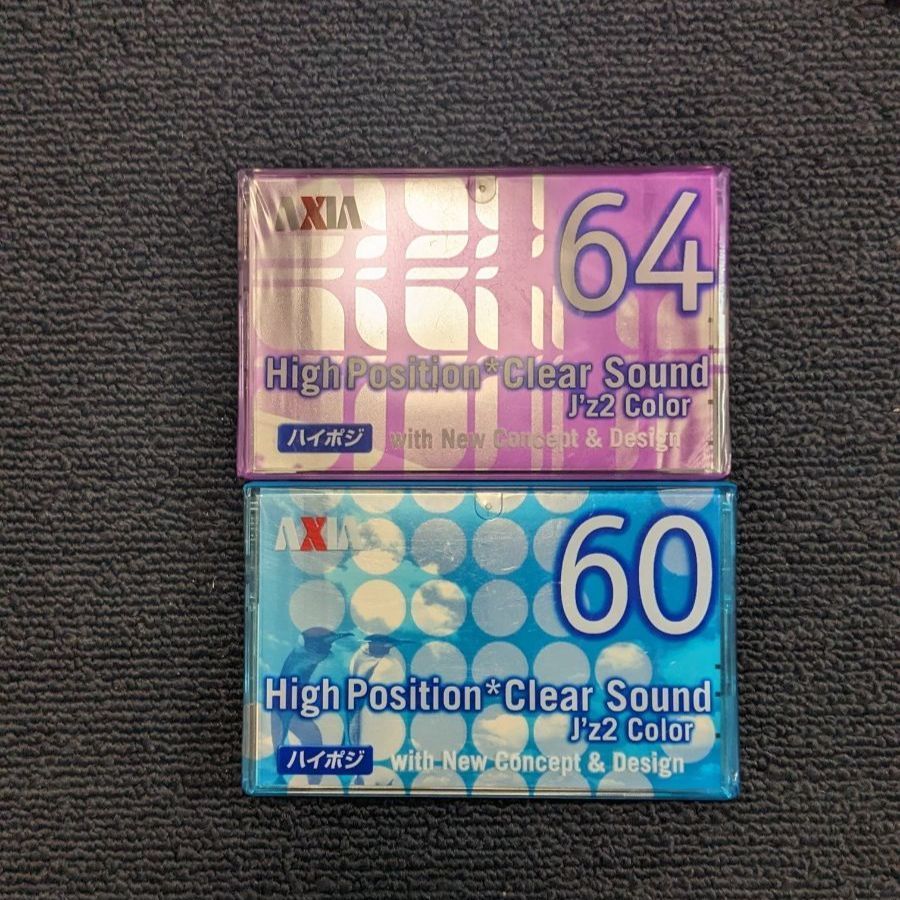 AXIA
64
High Position*Clear Sound
J'z2 Color
ハイポジ with New Concept & Design
AXIA
60
High Position*Clear Sound
J'z2 Color
ハイポジ with New Concept & Design